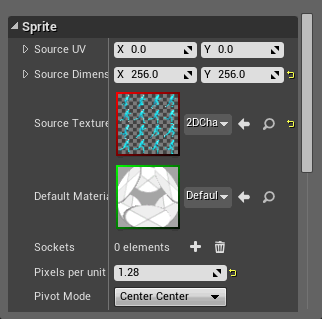 Sprite
Source UV X 0.0 Y 0.0
Source Dimens X 256.0 Y 256.0
Source Texture 2DCha
Default Materia Defaul
Sockets 0 elements
Pixels per unit 1.28
Pivot Mode Center Center